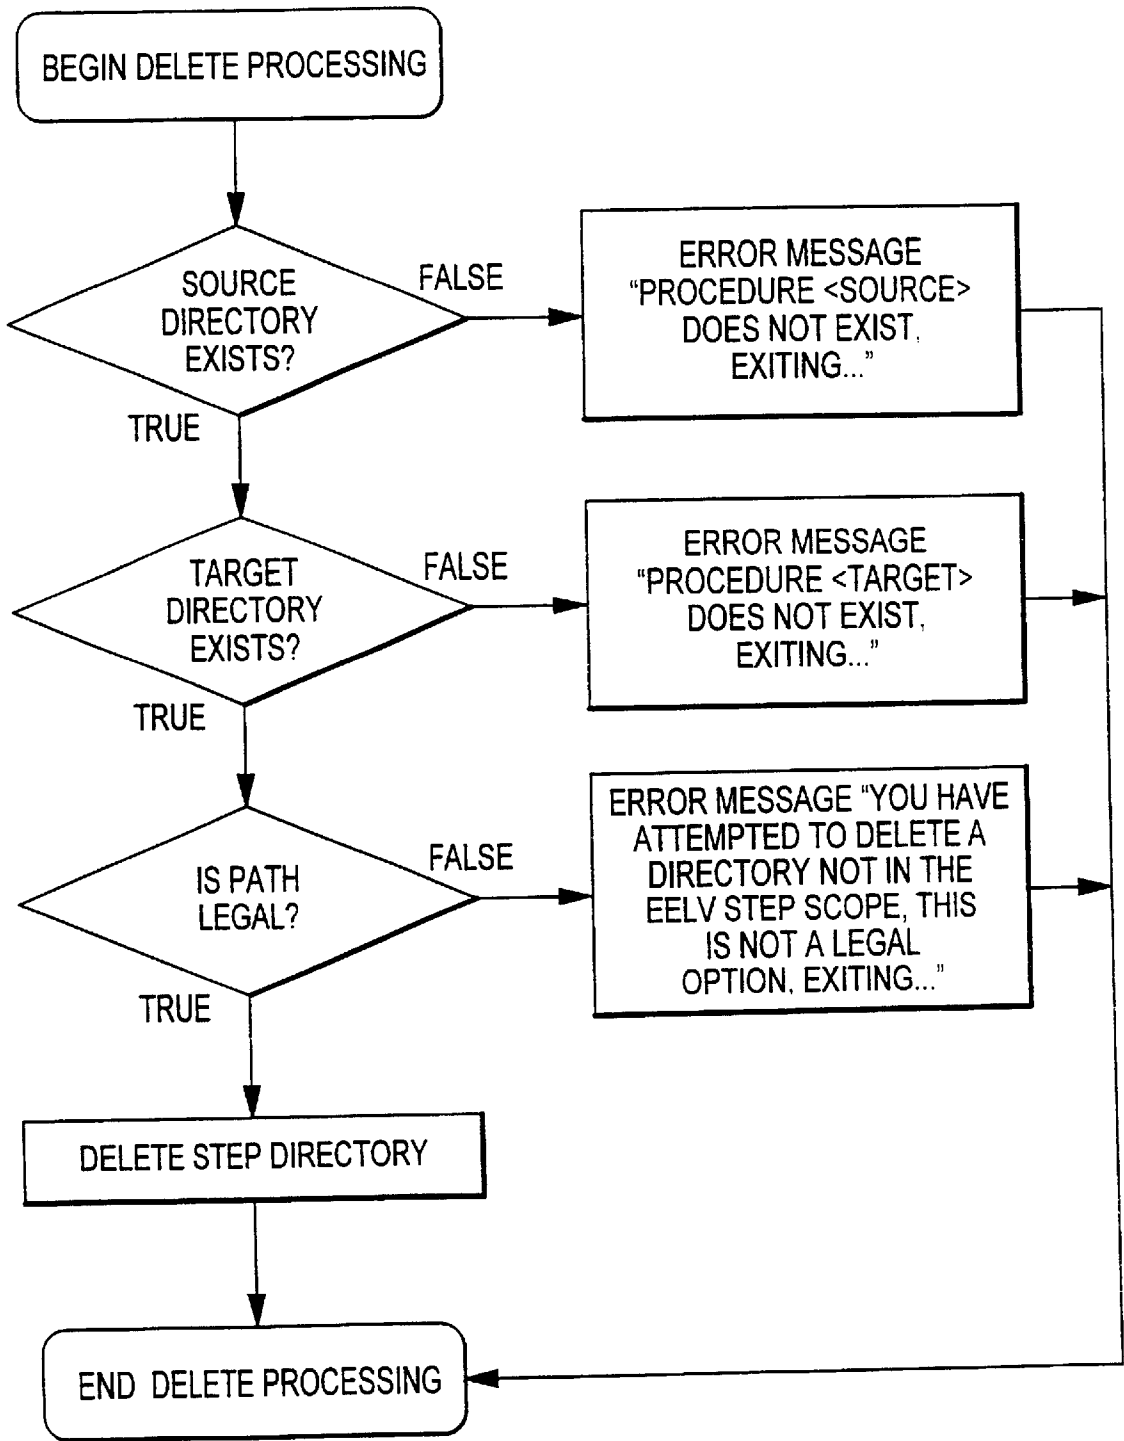 BEGIN DELETE PROCESSING
SOURCE
DIRECTORY
EXISTS?
FALSE
TRUE
ERROR MESSAGE
“PROCEDURE <SOURCE>
DOES NOT EXIST,
EXITING...”
TARGET
DIRECTORY
EXISTS?
FALSE
TRUE
ERROR MESSAGE
“PROCEDURE <TARGET>
DOES NOT EXIST,
EXITING...”
IS PATH
LEGAL?
FALSE
TRUE
ERROR MESSAGE “YOU HAVE
ATTEMPTED TO DELETE A
DIRECTORY NOT IN THE
EELV STEP SCOPE, THIS
IS NOT A LEGAL
OPTION, EXITING...”
DELETE STEP DIRECTORY
END DELETE PROCESSING